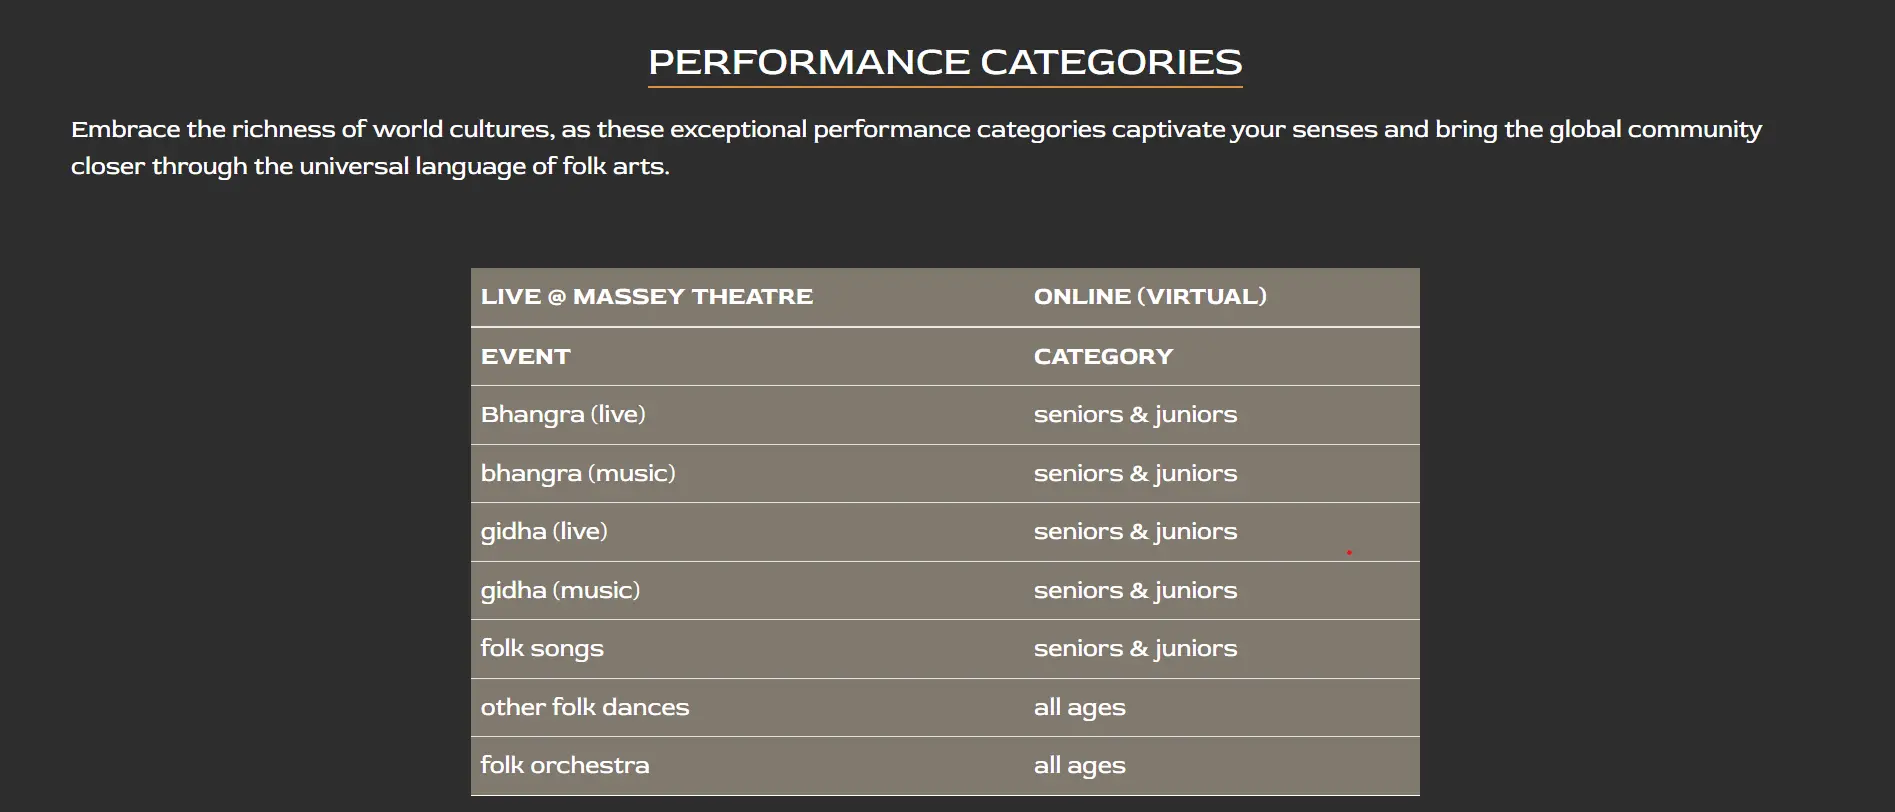 PERFORMANCE CATEGORIES
Embrace the richness of world cultures, as these exceptional performance categories captivate your senses and bring the global community
closer through the universal language of folk arts.
LIVE @ MASSEY THEATRE ONLINE (VIRTUAL)
EVENT CATEGORY
Bhangra (live) seniors & juniors
bhangra (music) seniors & juniors
gidha (live) seniors & juniors
gidha (music) seniors & juniors
folk songs seniors & juniors
other folk dances all ages
folk orchestra all ages